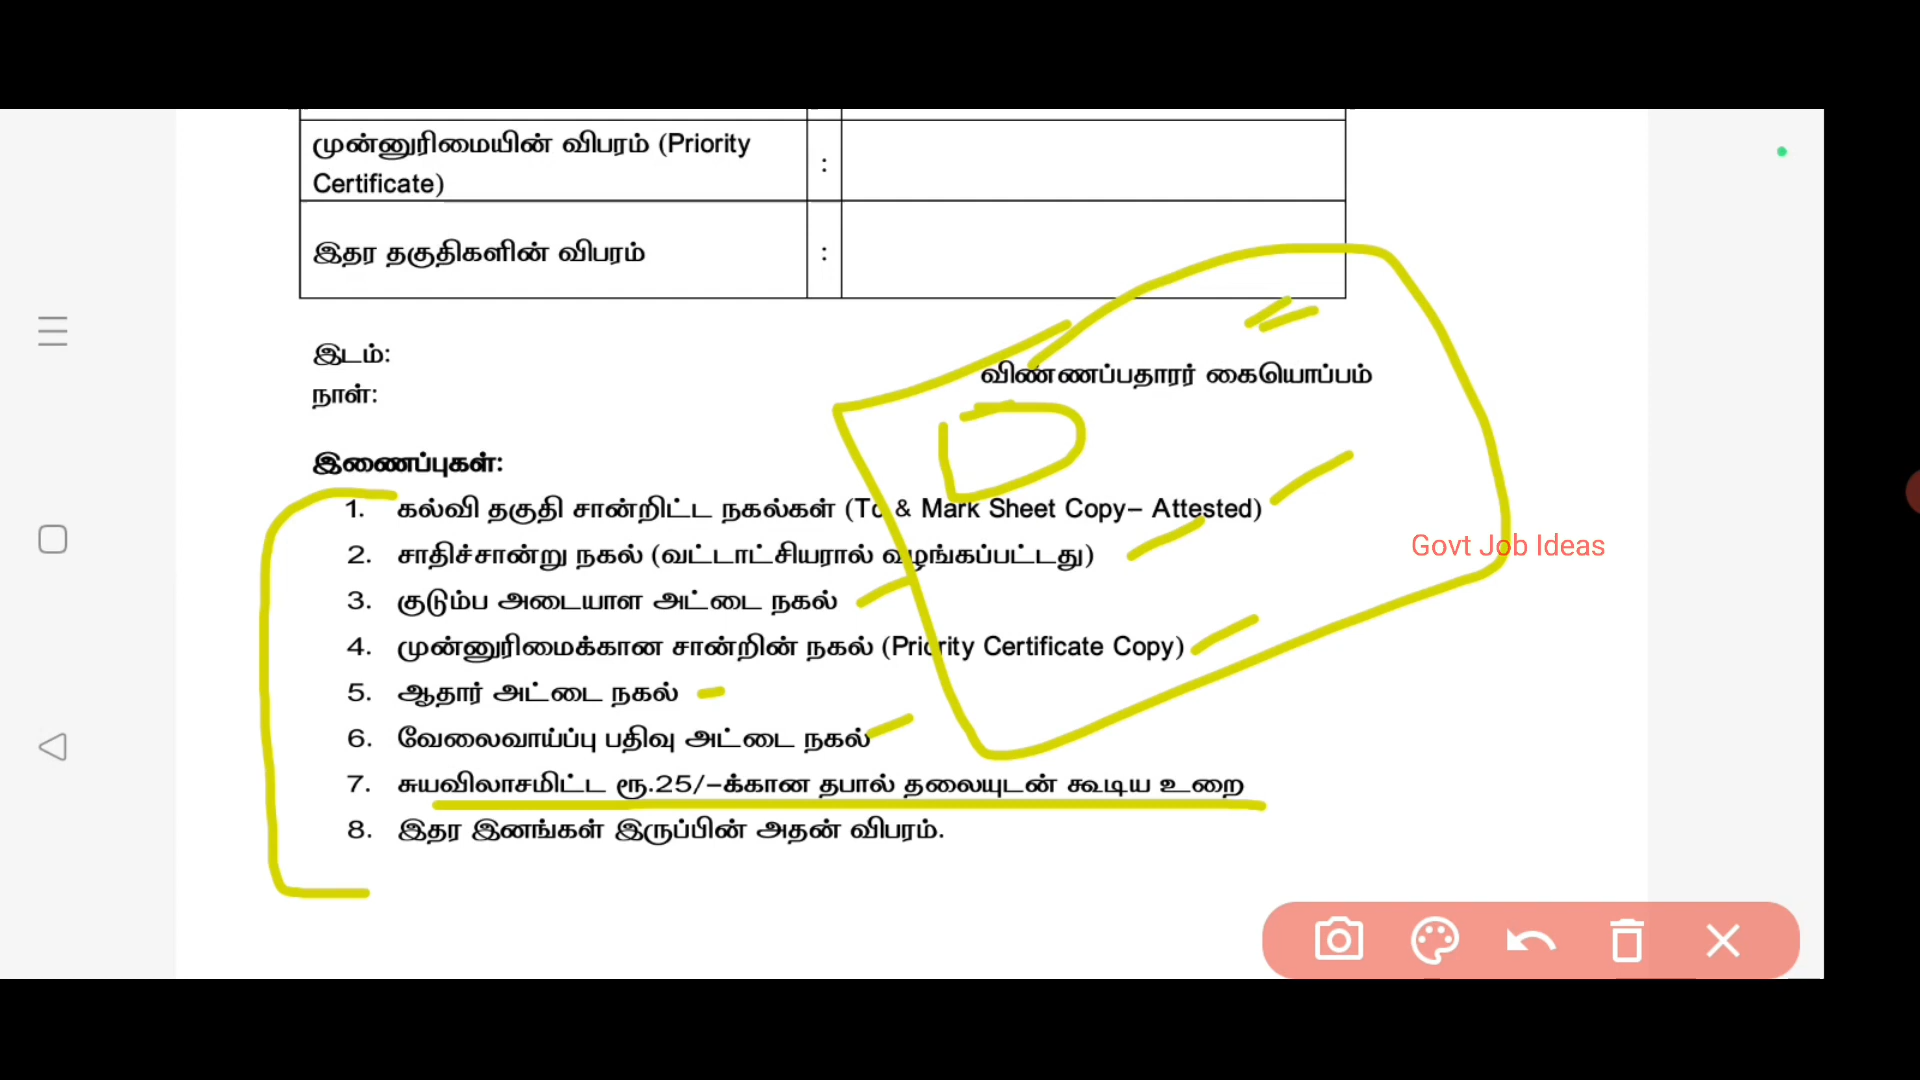 முன்னுரிமையின் விபரம் (Priority
Certificate)
:
இதர தகுதிகளின் விபரம்
:
இடம்:
விண்ணப்பதாரர் கையொப்பம்
நாள்:
இணைப்புகள்:
1. கல்வி தகுதி சான்றிட்ட நகல்கள் (Tc & Mark Sheet Copy– Attested)
Govt Job Ideas
2. சாதிச்சான்று நகல் (வட்டாட்சியரால் வழங்கப்பட்டது)
3. குடும்ப அடையாள அட்டை நகல்
4. முன்னுரிமைக்கான சான்றின் நகல் (Priority Certificate Copy)
5. ஆதார் அட்டை நகல்
6. வேலைவாய்ப்பு பதிவு அட்டை நகல்
7. சுயவிலாசமிட்ட ரூ.25/–க்கான தபால் தலையுடன் கூடிய உறை
8. இதர இனங்கள் இருப்பின் அதன் விபரம்.